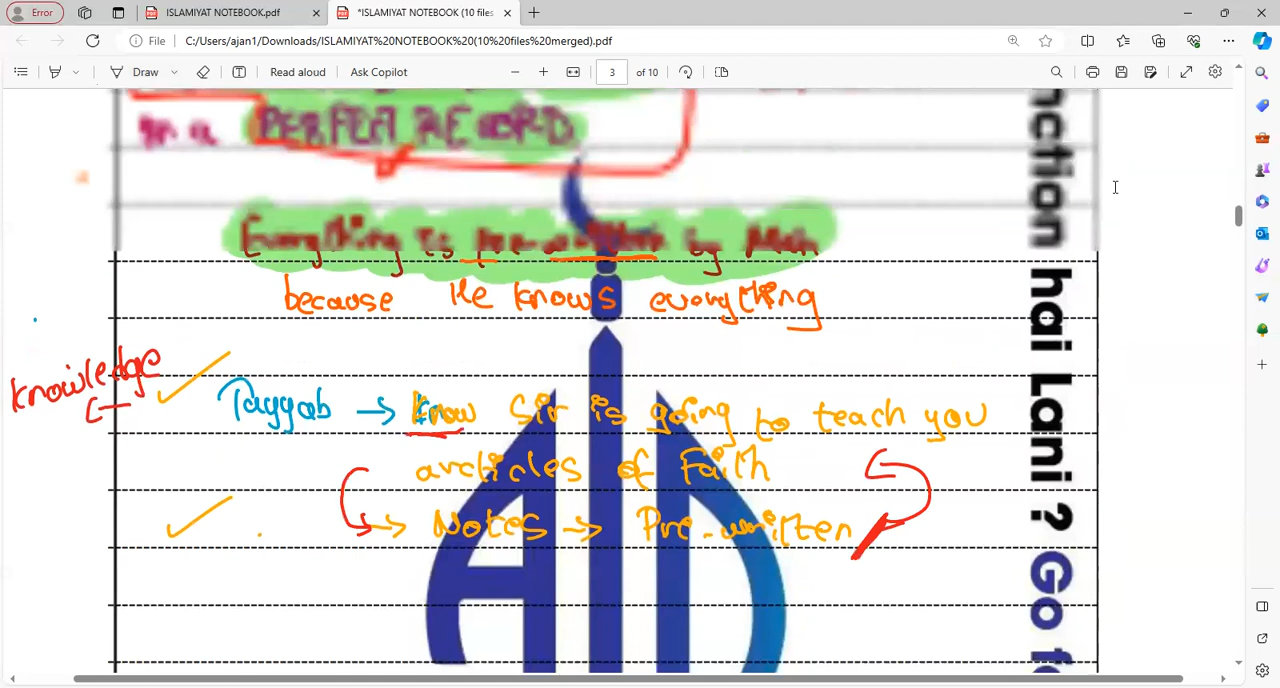 Error
ISLAMIYAT NOTEBOOK.pdf
*ISLAMIYAT NOTEBOOK (10 files
File
C:/Users/ajan1/Downloads/ISLAMIYAT%20NOTEBOOK%20(10%20files%20merged).pdf
Draw
Read aloud
Ask Copilot
3 of 10
in a PERFECT RECORD
Everything is pre-written by Allah
because He knows everything
knowledge
Tayyab → Know Sir is going to teach you
articles of Faith
→ Notes → Pre-written
nction hai Lani ? Go fo